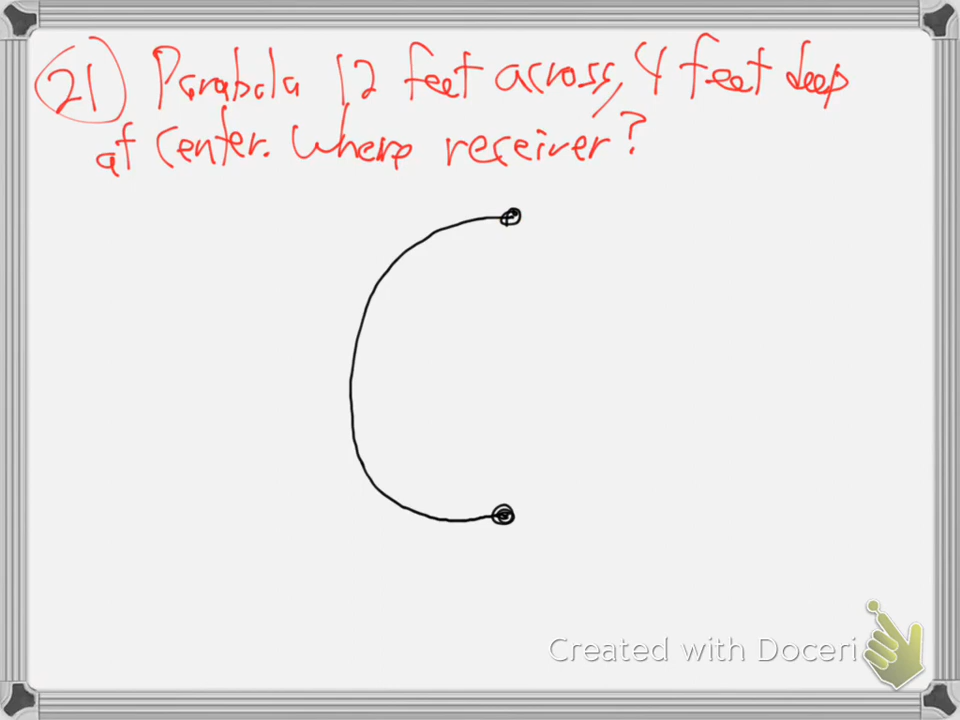 21) Parabola 12 feet across, 4 feet deep
at center. Where receiver?
Created with Doceri